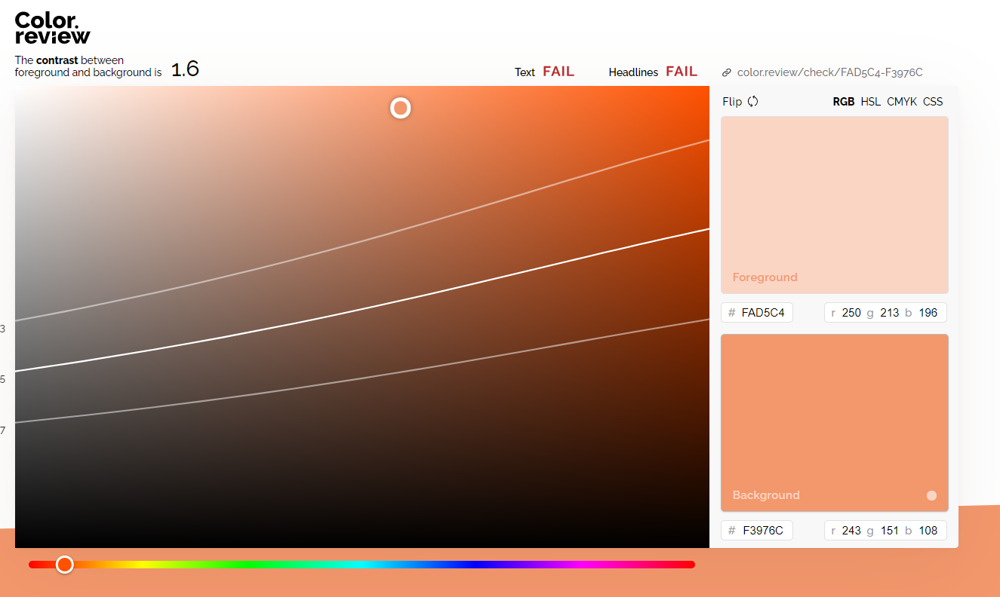 Color.
review
The contrast between
foreground and background is 1.6
Text FAIL Headlines FAIL
color.review/check/FAD5C4-F3976C
Flip RGB HSL CMYK CSS
Foreground
# FAD5C4 r 250 g 213 b 196
3
5
7
Background
# F3976C r 243 g 151 b 108